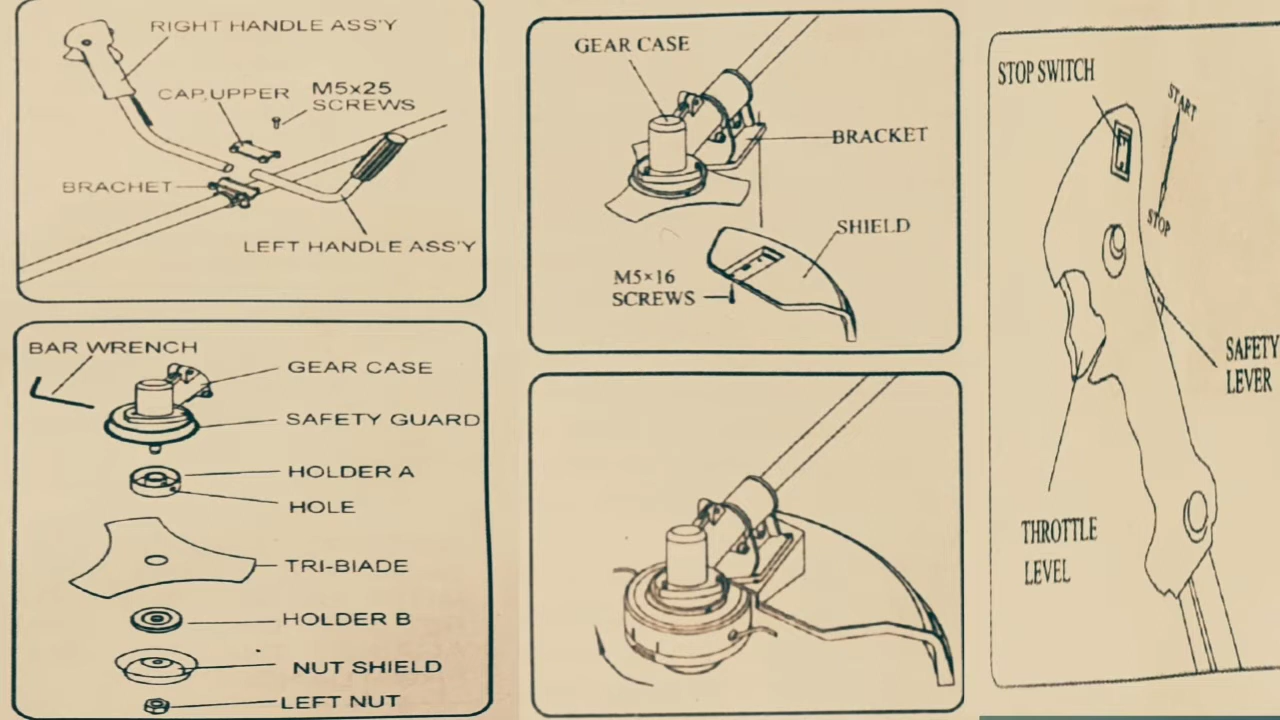 RIGHT HANDLE ASS'Y
CAP,UPPER
M5x25
SCREWS
BRACHET
LEFT HANDLE ASS'Y
BAR WRENCH
GEAR CASE
SAFETY GUARD
HOLDER A
HOLE
TRI-BIADE
HOLDER B
NUT SHIELD
LEFT NUT
GEAR CASE
BRACKET
SHIELD
M5×16
SCREWS
STOP SWITCH
START
STOP
SAFETY
LEVER
THROTTLE
LEVEL